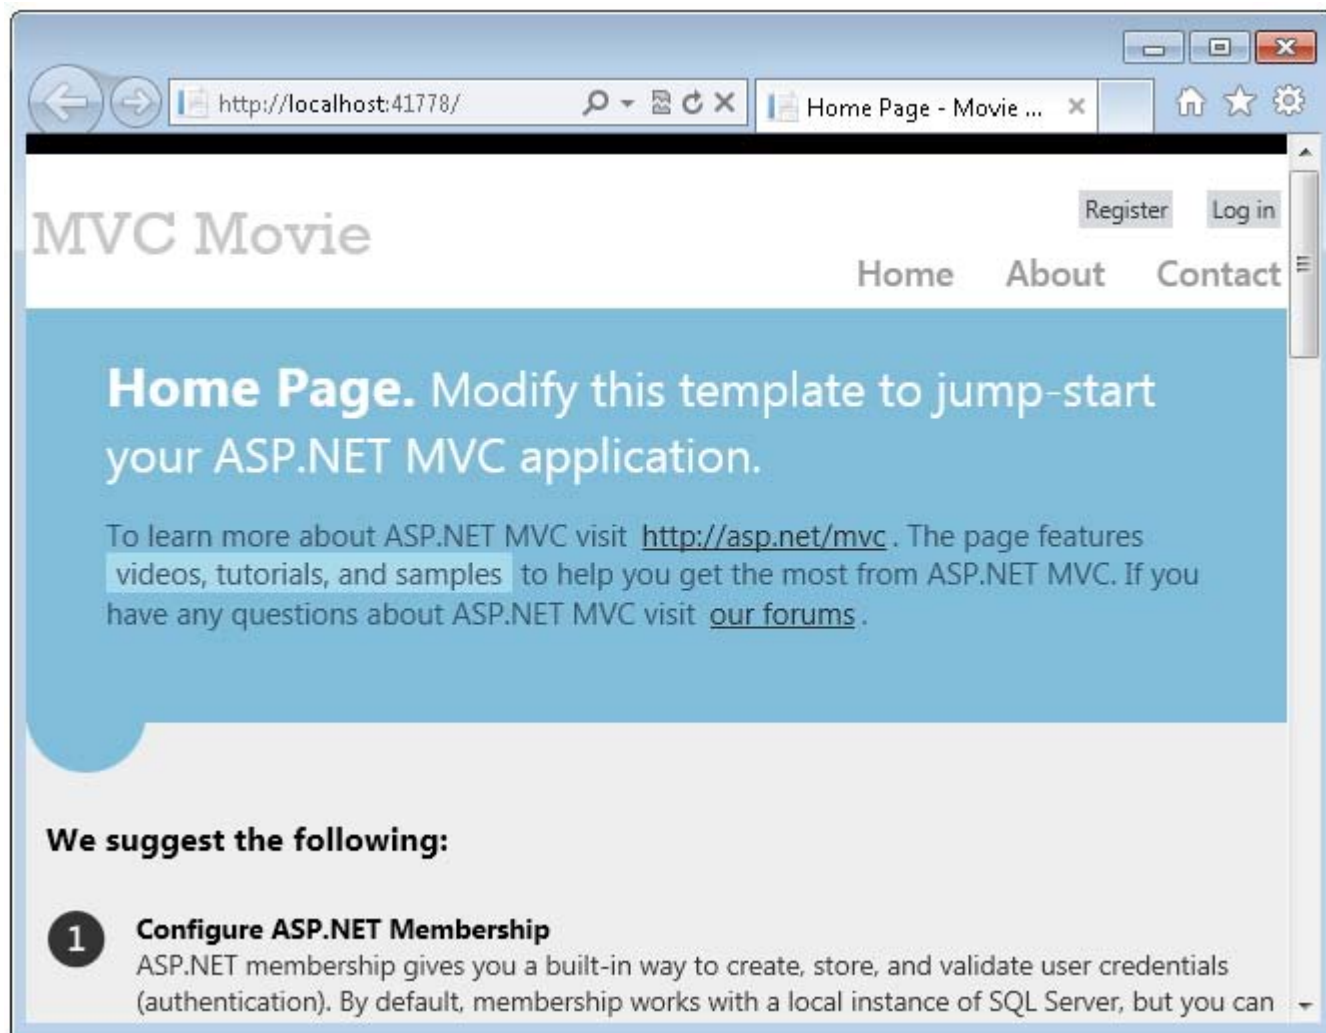 http://localhost:41778/
Home Page - Movie ...
MVC Movie
Register Log in
Home About Contact
Home Page. Modify this template to jump-start
your ASP.NET MVC application.
To learn more about ASP.NET MVC visit http://asp.net/mvc . The page features
videos, tutorials, and samples to help you get the most from ASP.NET MVC. If you
have any questions about ASP.NET MVC visit our forums .
We suggest the following:
1 Configure ASP.NET Membership
ASP.NET membership gives you a built-in way to create, store, and validate user credentials
(authentication). By default, membership works with a local instance of SQL Server, but you can